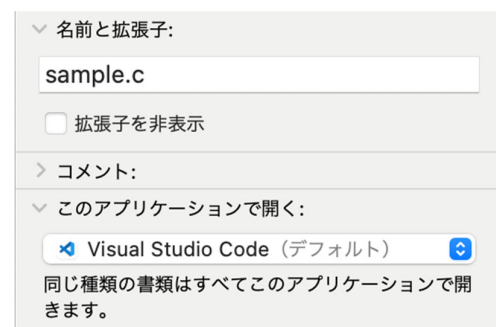 名前と拡張子:
sample.c
拡張子を非表示
コメント:
このアプリケーションで開く:
Visual Studio Code（デフォルト）
同じ種類の書類はすべてこのアプリケーションで開
きます。